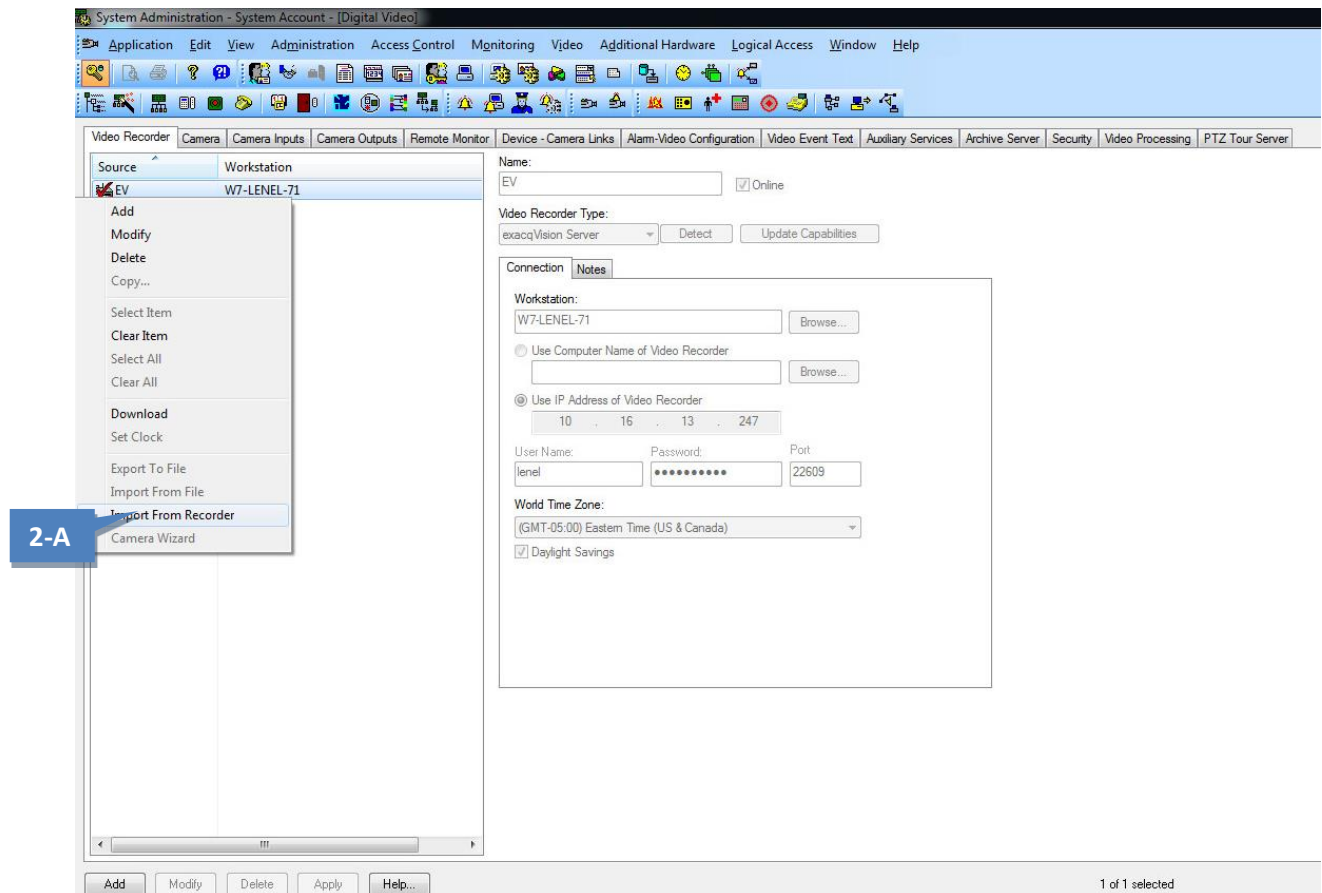 System Administration - System Account - [Digital Video]
Application Edit View Administration Access Control Monitoring Video Additional Hardware Logical Access Window Help
Video Recorder Camera Camera Inputs Camera Outputs Remote Monitor Device - Camera Links Alarm-Video Configuration Video Event Text Auxiliary Services Archive Server Security Video Processing PTZ Tour Server
Source Workstation
EV W7-LENEL-71
Add
Modify
Delete
Copy...
Select Item
Clear Item
Select All
Clear All
Download
Set Clock
Export To File
Import From File
Import From Recorder
Camera Wizard
2-A
Name:
EV Online
Video Recorder Type:
exacqVision Server Detect Update Capabilities
Connection Notes
Workstation:
W7-LENEL-71 Browse...
Use Computer Name of Video Recorder
Browse...
Use IP Address of Video Recorder
10 . 16 . 13 . 247
User Name: Password: Port
lenel ●●●●●●●●●● 22609
World Time Zone:
(GMT-05:00) Eastern Time (US & Canada)
Daylight Savings
Add Modify Delete Apply Help... 1 of 1 selected